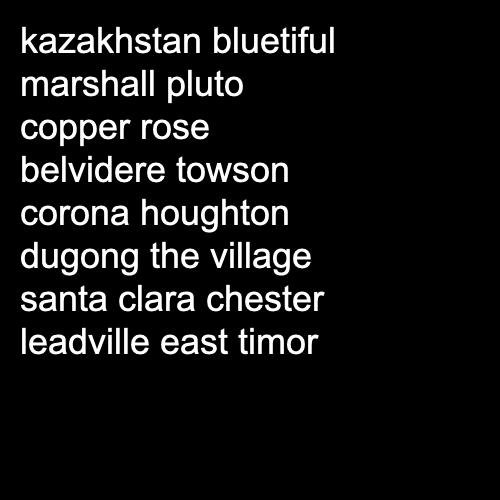 kazakhstan bluetiful
marshall pluto
copper rose
belvidere towson
corona houghton
dugong the village
santa clara chester
leadville east timor